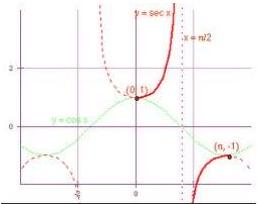 y = sec x
x = π/2
2
(0, 1)
y = cos x
0
(π, -1)
0